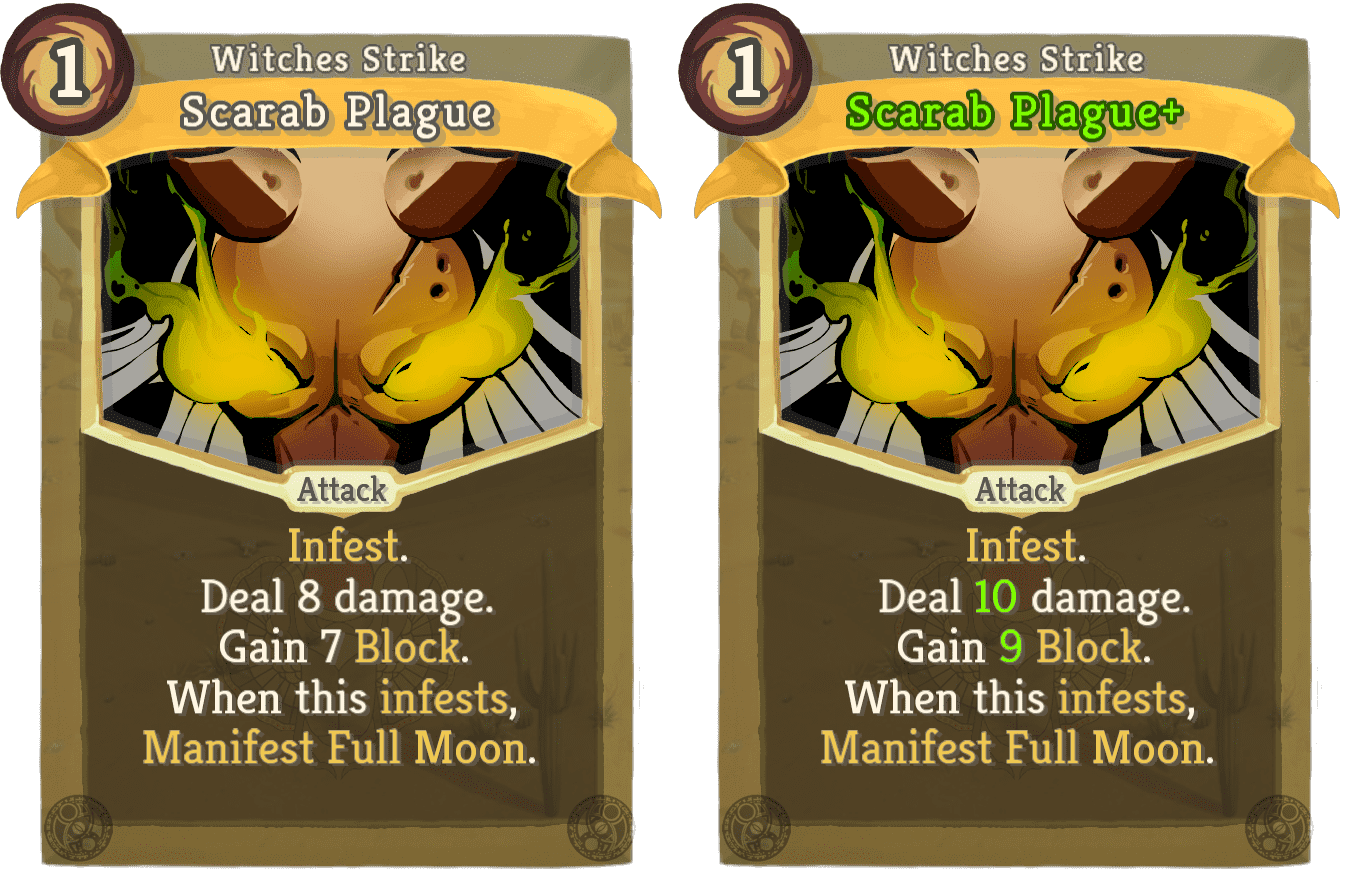 1
Witches Strike
Scarab Plague
Attack
Infest.
Deal 8 damage.
Gain 7 Block.
When this infests,
Manifest Full Moon.
1
Witches Strike
Scarab Plague+
Attack
Infest.
Deal 10 damage.
Gain 9 Block.
When this infests,
Manifest Full Moon.